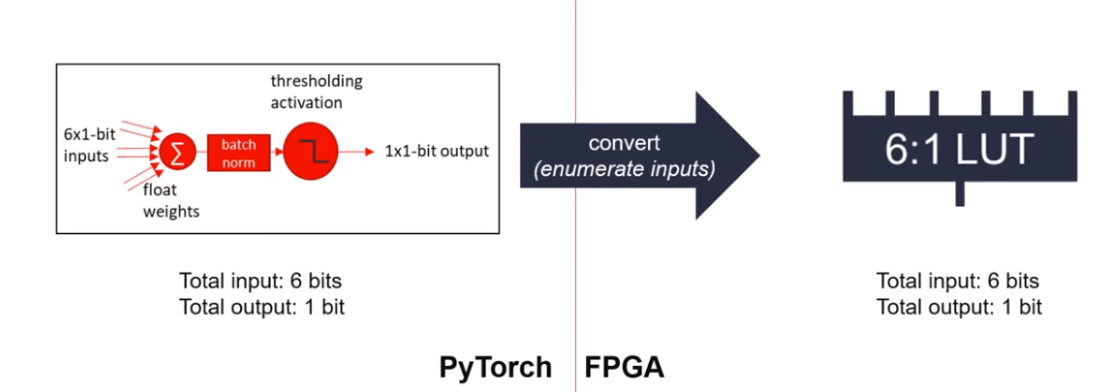 thresholding
activation
6x1-bit
inputs
Σ
batch
norm
1x1-bit output
float
weights
convert
(enumerate inputs)
6:1 LUT
Total input: 6 bits
Total output: 1 bit
Total input: 6 bits
Total output: 1 bit
PyTorch
FPGA